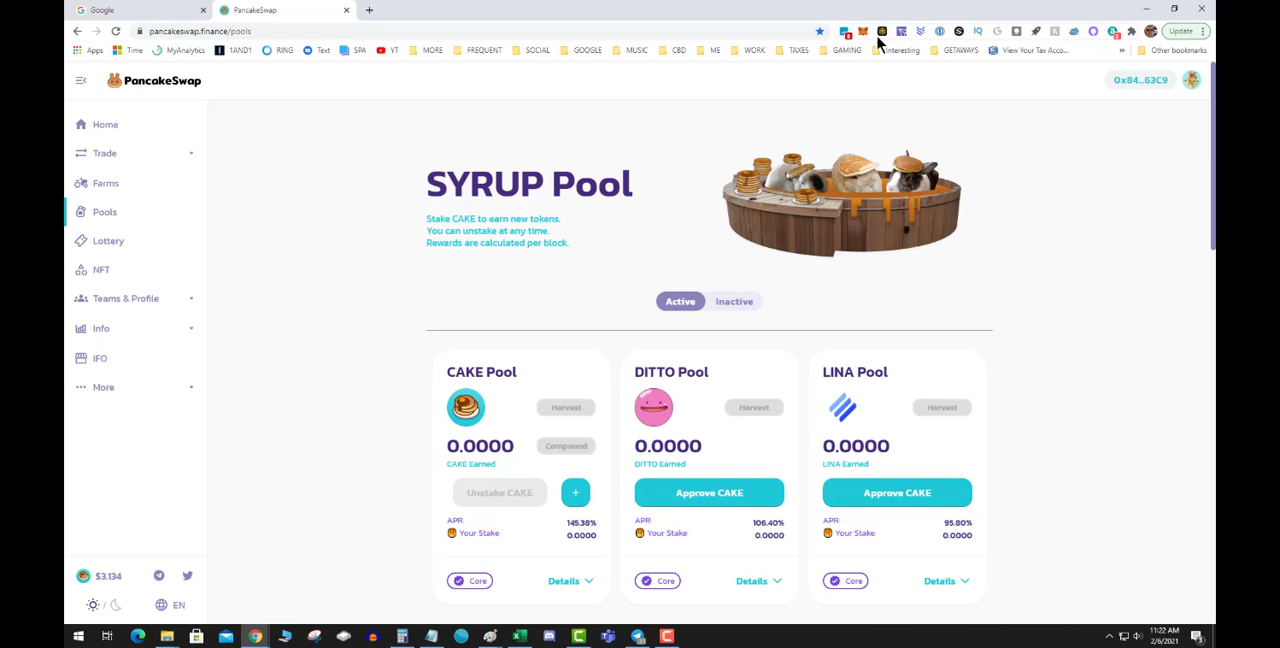 Google
PancakeSwap
pancakeswap.finance/pools
Update
Apps
Time
MyAnalytics
1AND1
RING
Text
SPA
YT
MORE
FREQUENT
SOCIAL
GOOGLE
MUSIC
CBD
ME
WORK
TAXES
GAMING
Interesting
GETAWAYS
View Your Tax Acco...
»
Other bookmarks
PancakeSwap
0xB4...63C9
Home
Trade
Farms
Pools
Lottery
NFT
Teams & Profile
Info
IFO
More
SYRUP Pool
Stake CAKE to earn new tokens.
You can unstake at any time.
Rewards are calculated per block.
Active Inactive
CAKE Pool
Harvest
0.0000
Compound
CAKE Earned
Unstake CAKE +
APR: 145.38%
Your Stake: 0.0000
Core Details
DITTO Pool
Harvest
0.0000
DITTO Earned
Approve CAKE
APR: 106.40%
Your Stake: 0.0000
Core Details
LINA Pool
Harvest
0.0000
LINA Earned
Approve CAKE
APR: 95.80%
Your Stake: 0.0000
Core Details
$3.134
/
EN
11:22 AM
2/6/2021